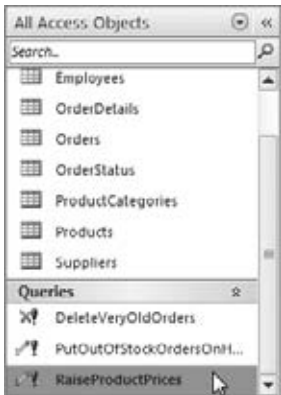 All Access Objects
Search..
Employees
OrderDetails
Orders
OrderStatus
ProductCategories
Products
Suppliers
Queries
DeleteVeryOldOrders
PutOutOfStockOrdersOnH...
RaiseProductPrices